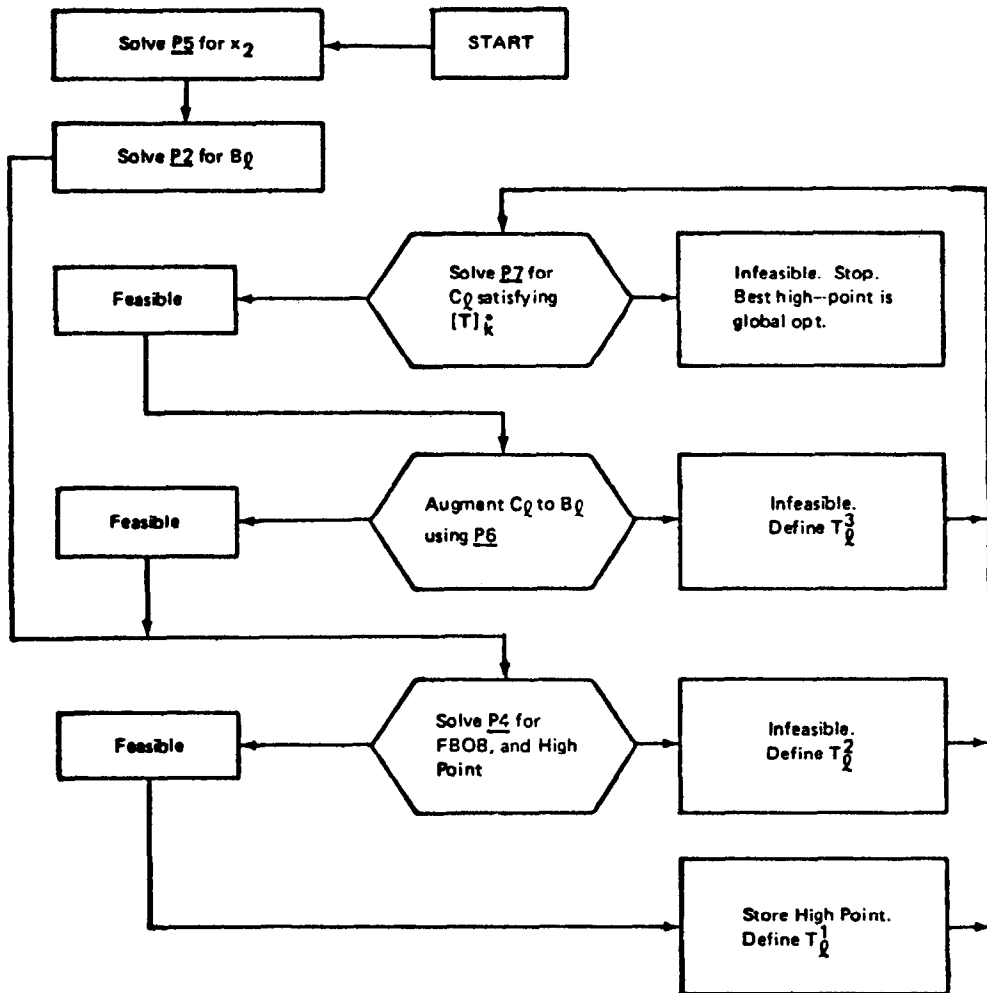 Solve P5 for x₂
START
Solve P2 for Bℓ
Feasible
Solve P7 for
Cℓ satisfying
[T]*ₖ
Infeasible. Stop.
Best high--point is
global opt.
Feasible
Augment Cℓ to Bℓ
using P6
Infeasible.
Define T³ℓ
Feasible
Solve P4 for
FBOB, and High
Point
Infeasible.
Define T²ℓ
Store High Point.
Define T¹ℓ